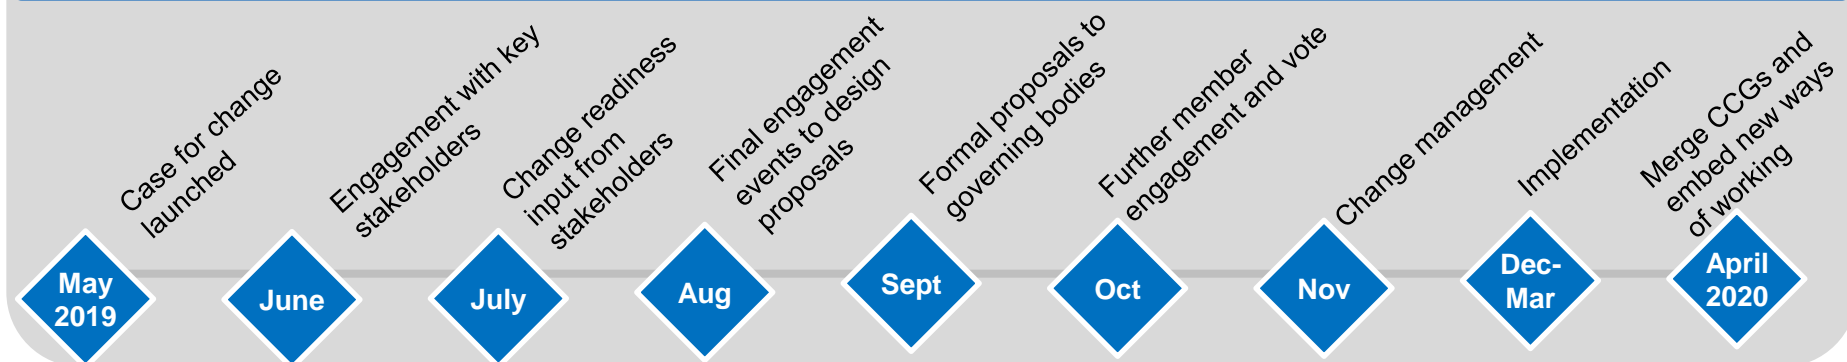 Case for change
launched
Engagement with key
stakeholders
Change readiness
input from
stakeholders
Final engagement
events to design
proposals
Formal proposals to
governing bodies
Further member
engagement and vote
Change management
Implementation
Merge CCGs and
embed new ways
of working
May
2019
June
July
Aug
Sept
Oct
Nov
Dec-
Mar
April
2020